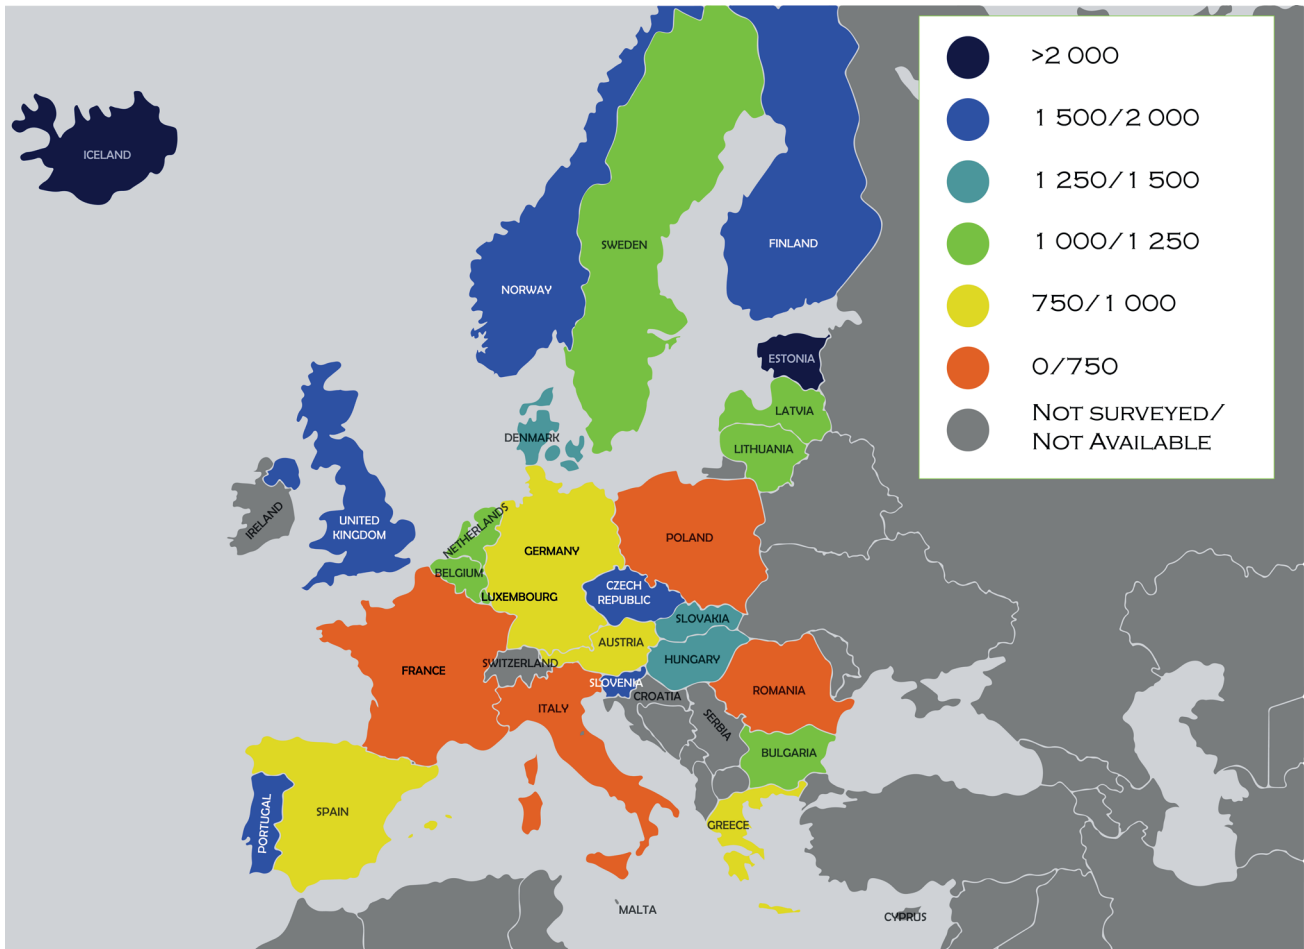 >2 000
1 500/2 000
1 250/1 500
1 000/1 250
750/1 000
0/750
NOT SURVEYED/
NOT AVAILABLE
ICELAND
SWEDEN
FINLAND
NORWAY
ESTONIA
LATVIA
DENMARK
LITHUANIA
IRELAND
UNITED
KINGDOM
NETHERLANDS
POLAND
GERMANY
BELGIUM
CZECH
REPUBLIC
LUXEMBOURG
SLOVAKIA
AUSTRIA
HUNGARY
SWITZERLAND
FRANCE
SLOVENIA
ROMANIA
CROATIA
ITALY
SERBIA
BULGARIA
SPAIN
PORTUGAL
GREECE
MALTA
CYPRUS